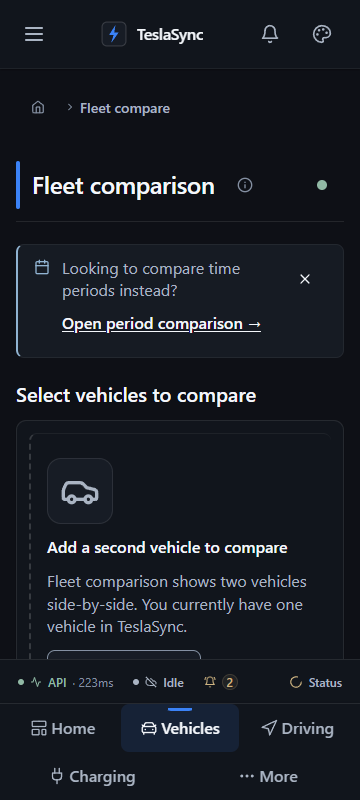 TeslaSync
Fleet compare
Fleet comparison
Looking to compare time
periods instead?
Open period comparison →
Select vehicles to compare
Add a second vehicle to compare
Fleet comparison shows two vehicles
side-by-side. You currently have one
vehicle in TeslaSync.
API · 223ms Idle 2 Status
Home Vehicles Driving
Charging More